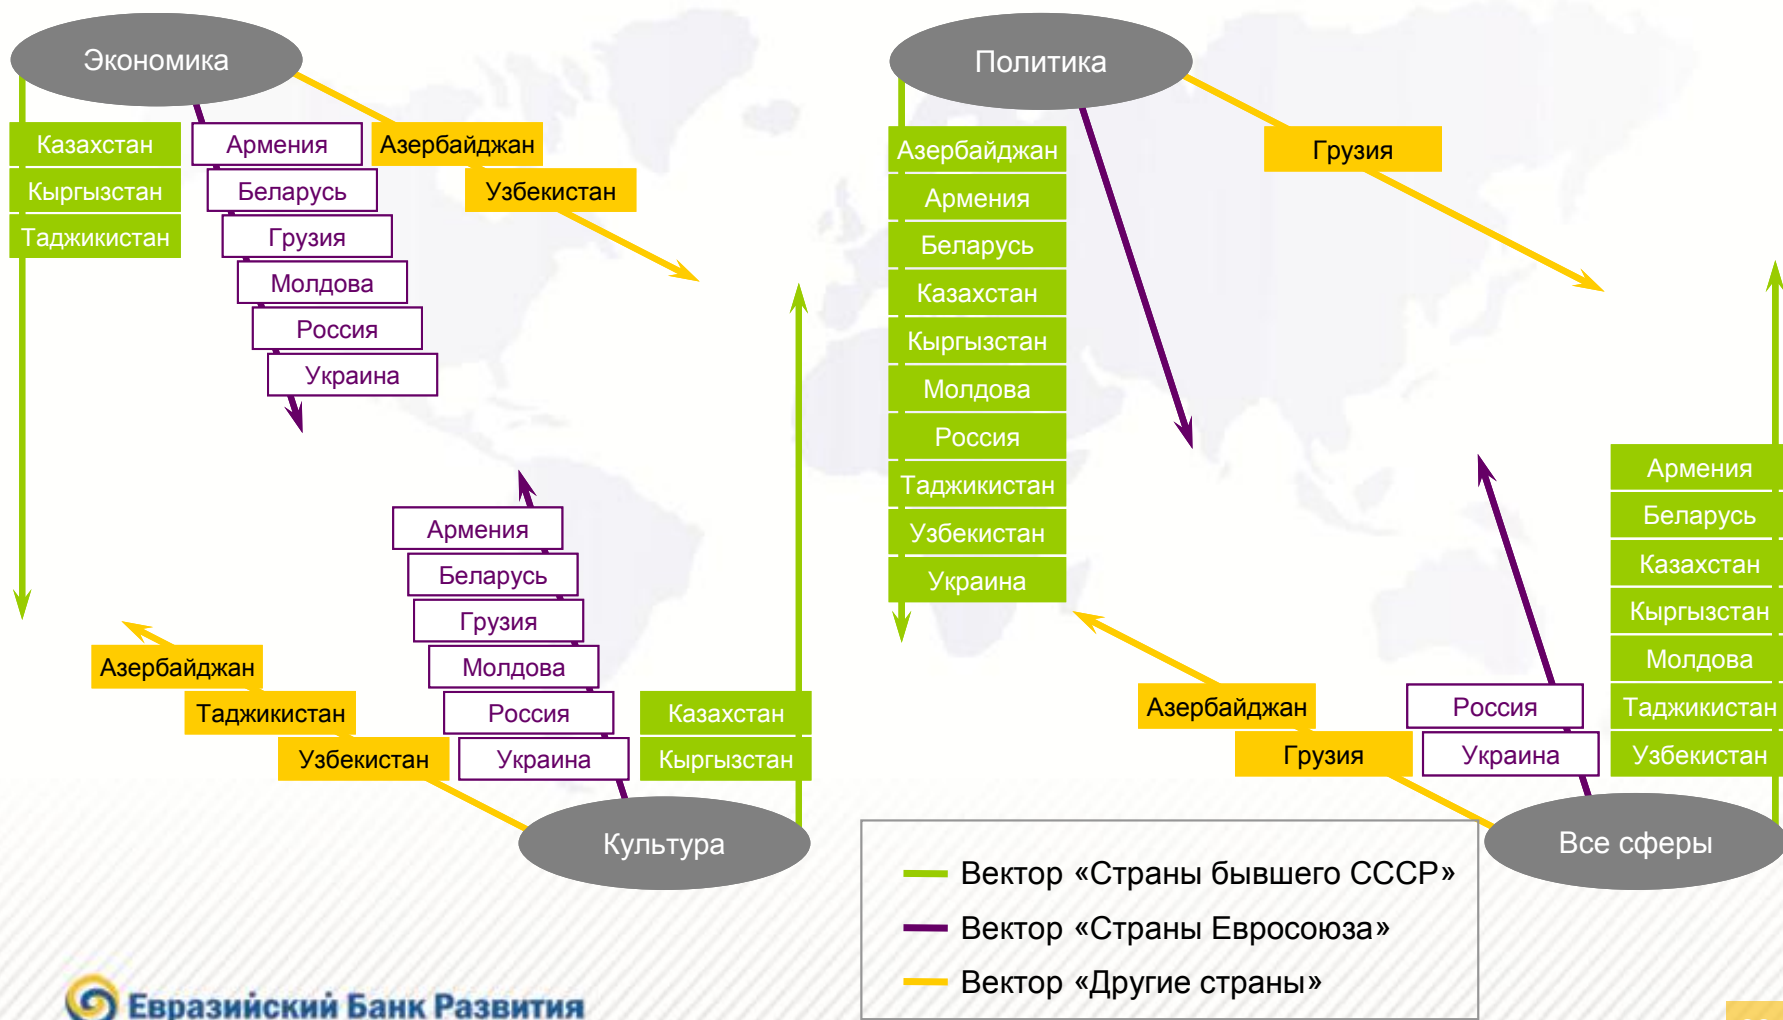 Экономика
Казахстан
Кыргызстан
Таджикистан
Армения
Беларусь
Грузия
Молдова
Россия
Украина
Азербайджан
Узбекистан
Политика
Азербайджан
Армения
Беларусь
Казахстан
Кыргызстан
Молдова
Россия
Таджикистан
Узбекистан
Украина
Грузия
Азербайджан
Таджикистан
Узбекистан
Армения
Беларусь
Грузия
Молдова
Россия
Украина
Казахстан
Кыргызстан
Культура
Азербайджан
Грузия
Россия
Украина
Армения
Беларусь
Казахстан
Кыргызстан
Молдова
Таджикистан
Узбекистан
Все сферы
Вектор «Страны бывшего СССР»
Вектор «Страны Евросоюза»
Вектор «Другие страны»
Евразийский Банк Развития